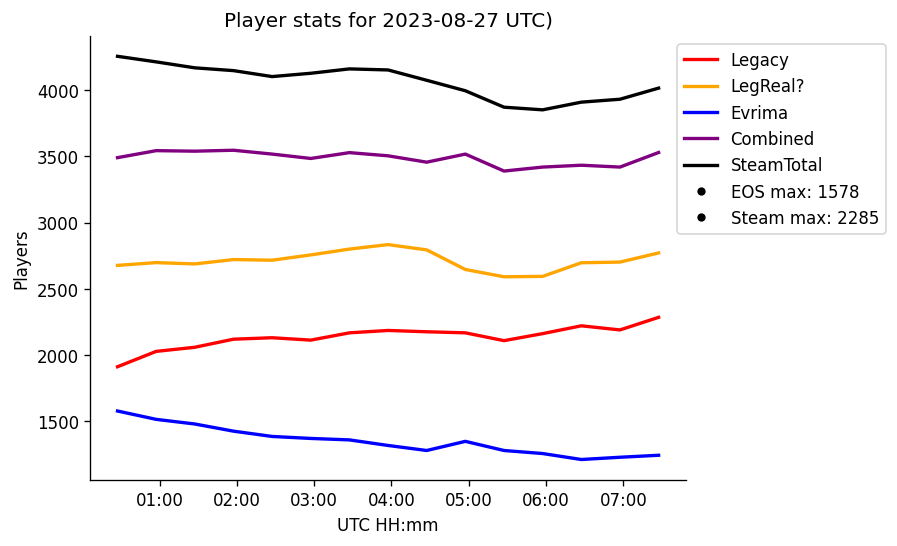 Player stats for 2023-08-27 UTC)
Legacy
LegReal?
Evrima
Combined
SteamTotal
EOS max: 1578
Steam max: 2285
Players
4000
3500
3000
2500
2000
1500
01:00 02:00 03:00 04:00 05:00 06:00 07:00
UTC HH:mm